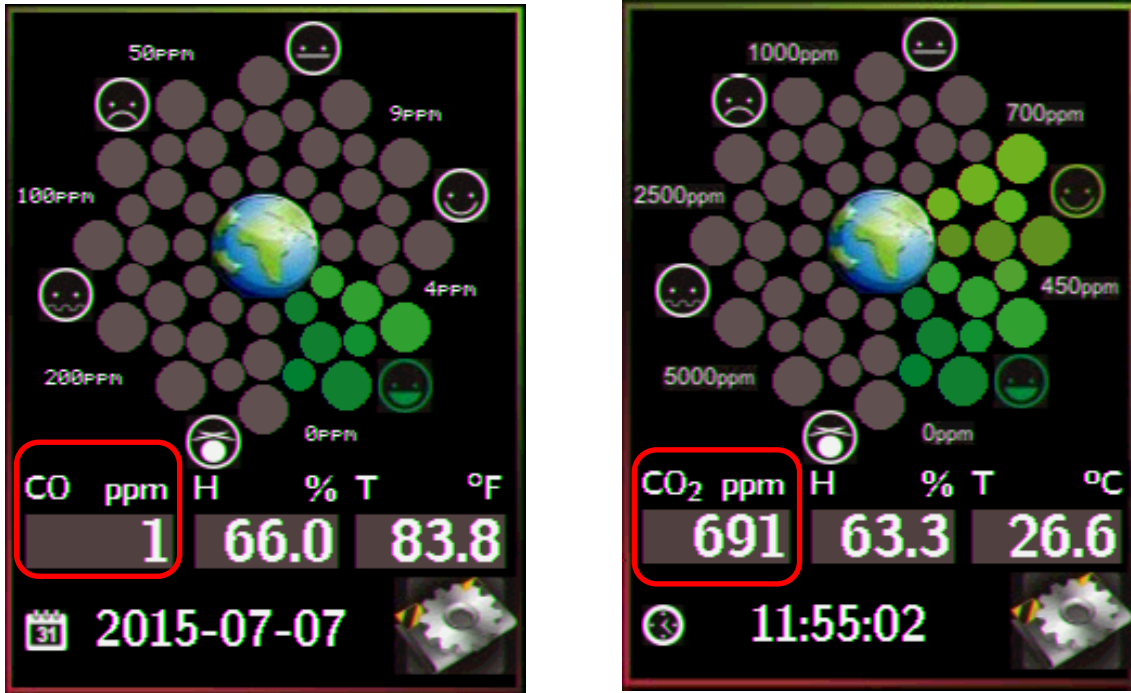 50ppm
9ppm
100ppm
4ppm
200ppm
0ppm
CO ppm H % T °F
1 66.0 83.8
31 2015-07-07
1000ppm
700ppm
2500ppm
450ppm
5000ppm
0ppm
CO₂ ppm H % T °C
691 63.3 26.6
11:55:02